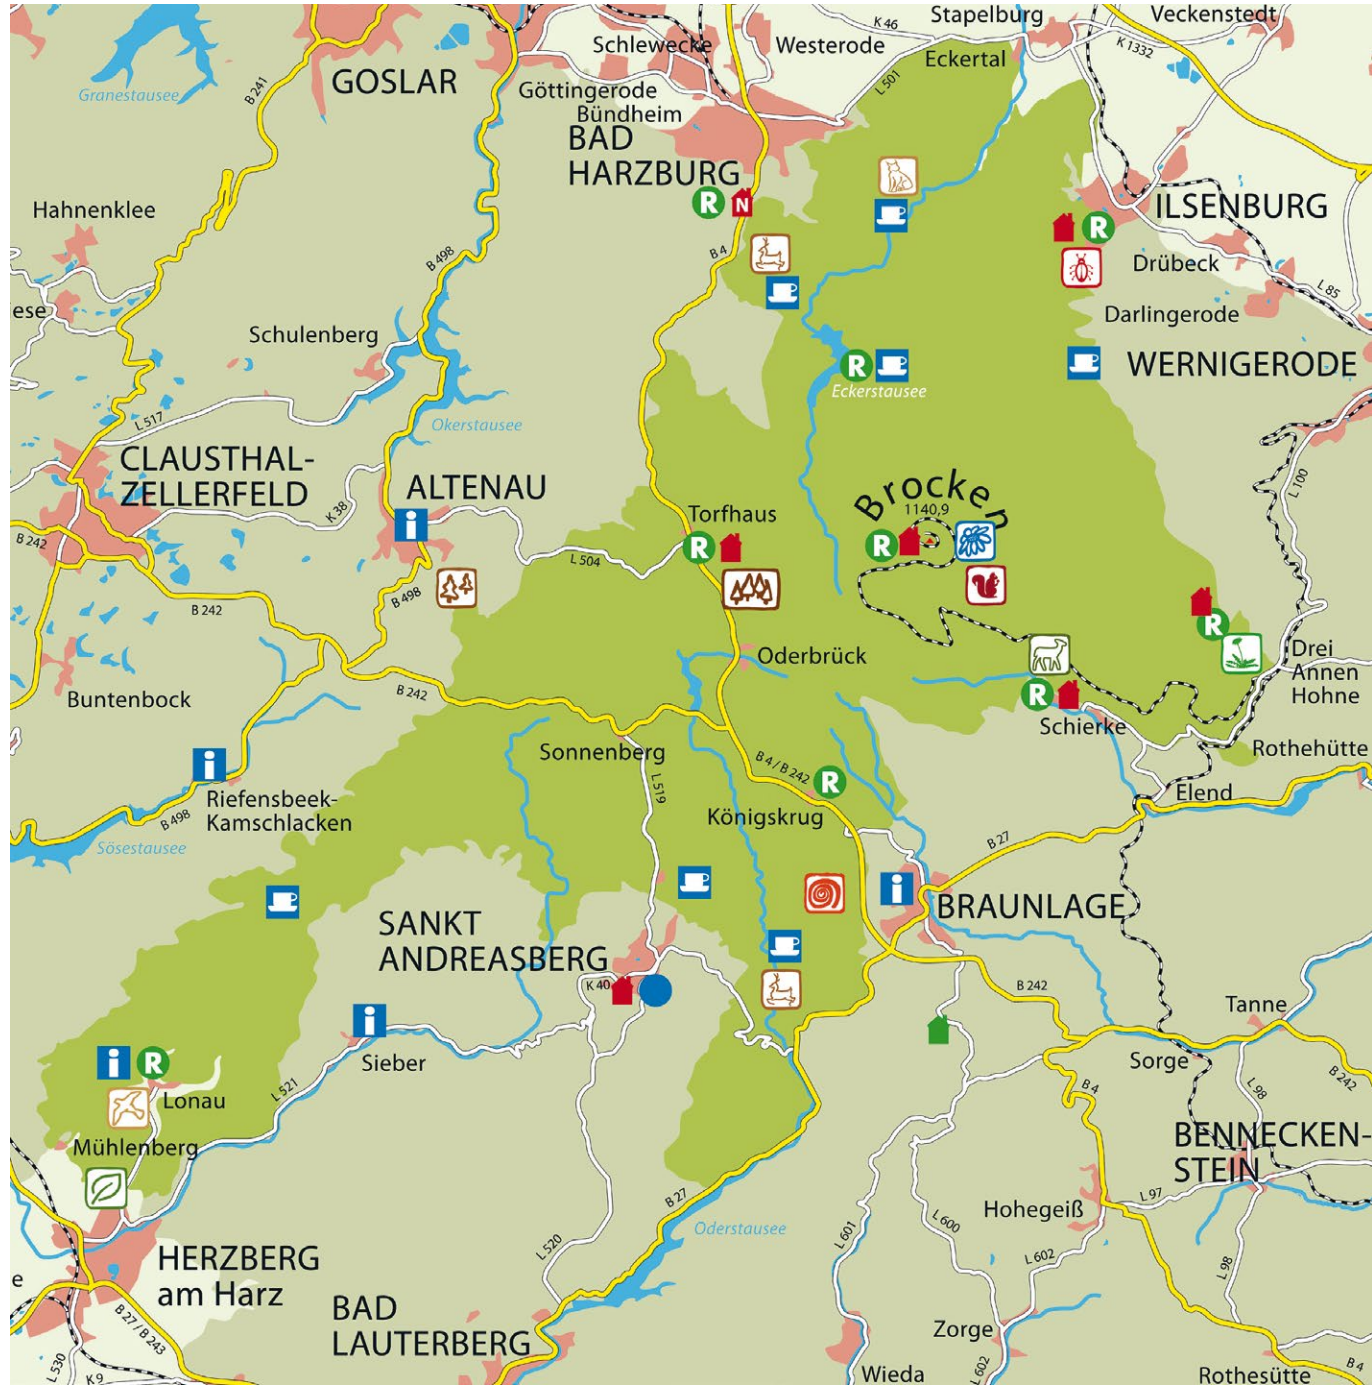 Stapelburg
Veckenstedt
K 46
Schlewecke
Westerode
K 1332
Eckertal
GOSLAR
Granestausee
B 241
Göttingerode
L 501
Bündheim
BAD
HARZBURG
R
N
ILSENBURG
Hahnenklee
R
B 498
B 4
Drübeck
L 85
ese
Darlingerode
Schulenberg
WERNIGERODE
R
Eckerstausee
L 517
Okerstausee
CLAUSTHAL-
ZELLERFELD
ALTENAU
L 100
K 38
Brocken
1140,9
Torfhaus
i
R
R
B 242
L 504
B 498
B 242
R
Oderbrück
Drei
Annen
Hohne
B 242
Buntenbock
R
Schierke
Sonnenberg
Rothehütte
i
B 4 / B 242
R
L 519
Elend
Riefensbeek-
Kamschlacken
B 498
Königskrug
Sösestausee
B 27
i
BRAUNLAGE
SANKT
ANDREASBERG
K 40
B 242
Tanne
i
Sieber
Sorge
B 242
i
R
Lonau
L 521
B 4
L 98
Mühlenberg
BENNECKEN-
STEIN
B 27
L 97
Hohegeiß
Oderstausee
L 601
L 600
L 602
L 520
L 98
HERZBERG
am Harz
e
BAD
LAUTERBERG
B 27 / B 243
Zorge
L 530
K 9
Wieda
L 602
B 4
Rothesütte